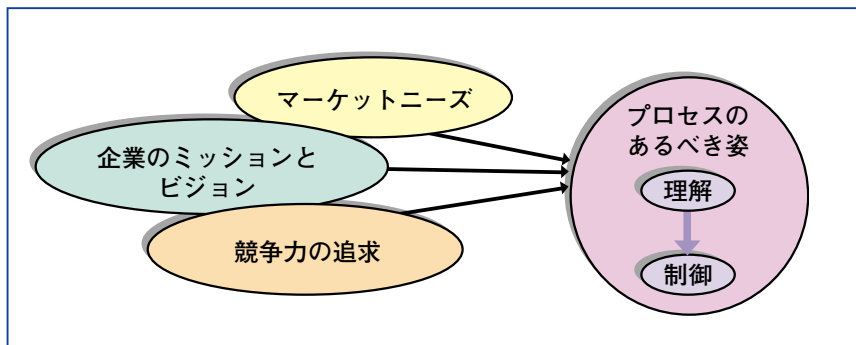 マーケットニーズ
企業のミッションと
ビジョン
競争力の追求
プロセスの
あるべき姿
理解
制御